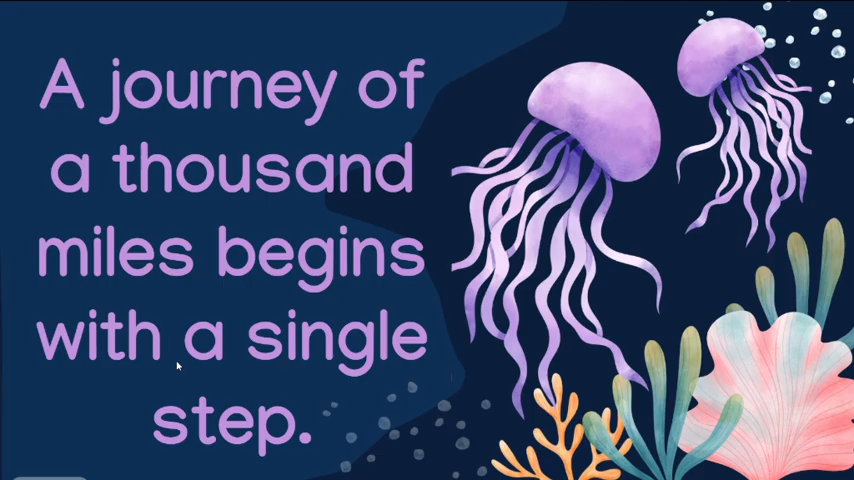 A journey of
a thousand
miles begins
with a single
step.